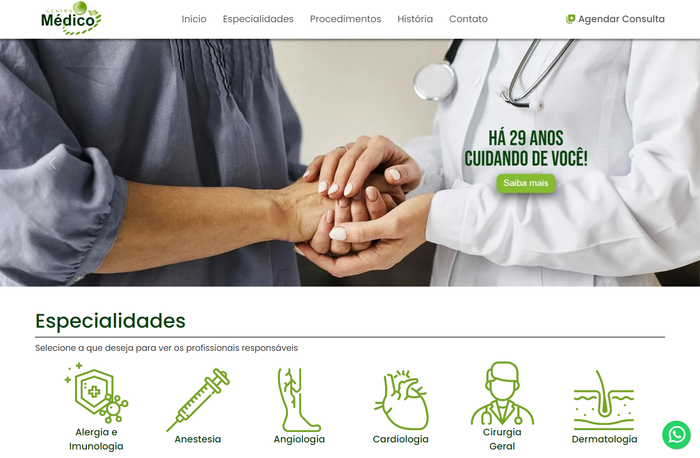 CENTRO
Médico
Início
Especialidades
Procedimentos
História
Contato
Agendar Consulta
HÁ 29 ANOS
CUIDANDO DE VOCÊ!
Saiba mais
Especialidades
Selecione a que deseja para ver os profissionais responsáveis
Alergia e
Imunologia
Anestesia
Angiologia
Cardiologia
Cirurgia
Geral
Dermatologia